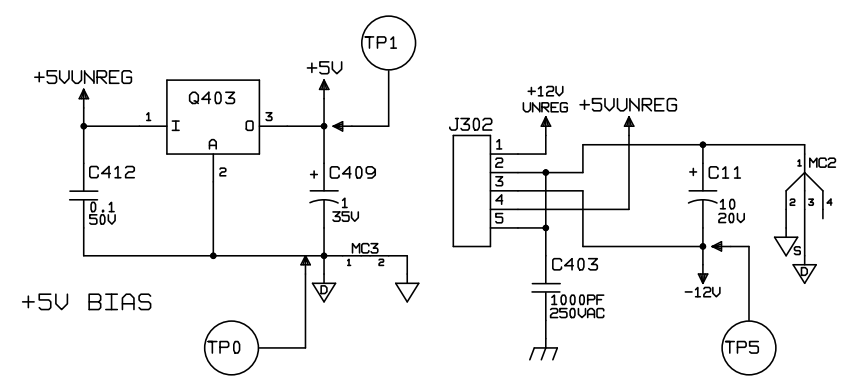 TP1
+5VUNREG
+5V
Q403
1
I
O
3
A
2
C412
0.1
50V
+
C409
1
35V
MC3
1
2
D
+5V BIAS
TP0
+12V
UNREG
+5VUNREG
J302
1
2
3
4
5
+
C11
10
20V
1
MC2
2
3
4
S
D
C403
1000PF
250VAC
-12V
TP5